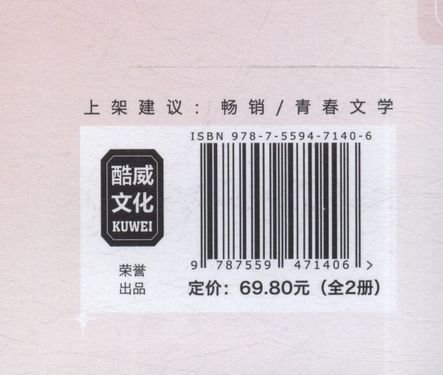 上架建议：畅销/青春文学
ISBN 978-7-5594-7140-6
酷威
文化
KUWEI
9 787559 471406 >
荣誉
出品
定价：69.80元（全2册）